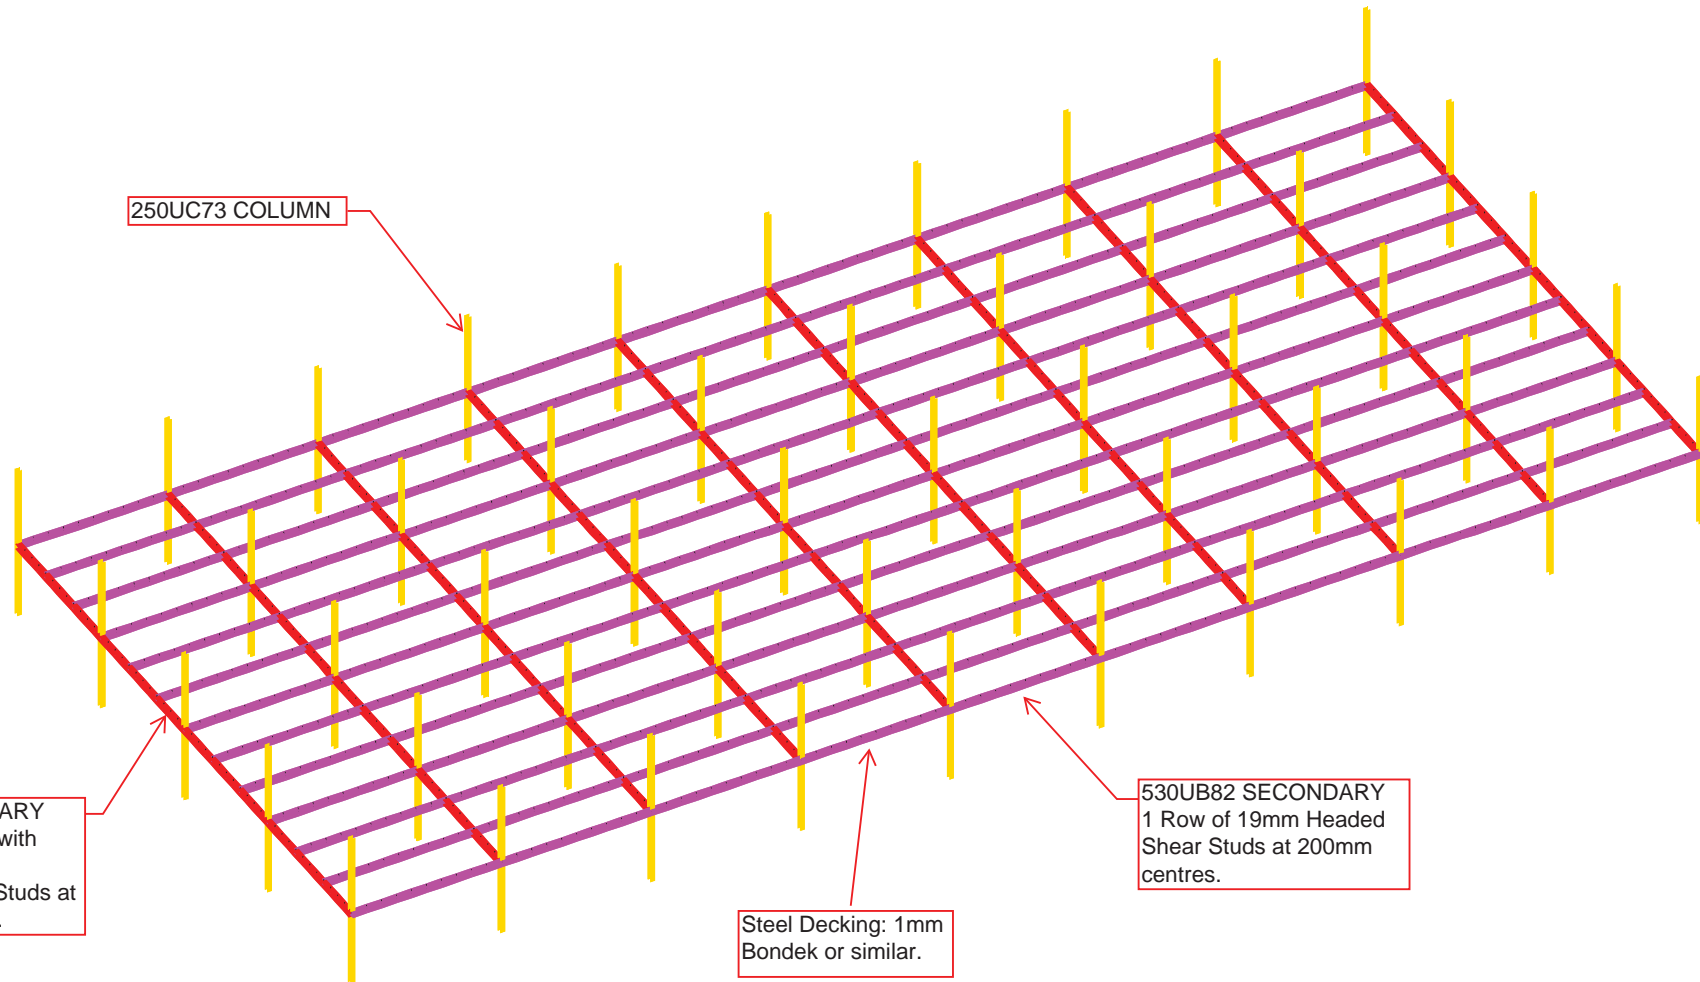 250UC73 COLUMN
530UB82 SECONDARY
1 Row of 19mm Headed
Shear Studs at 200mm
centres.
ARY
with
Studs at
.
Steel Decking: 1mm
Bondek or similar.